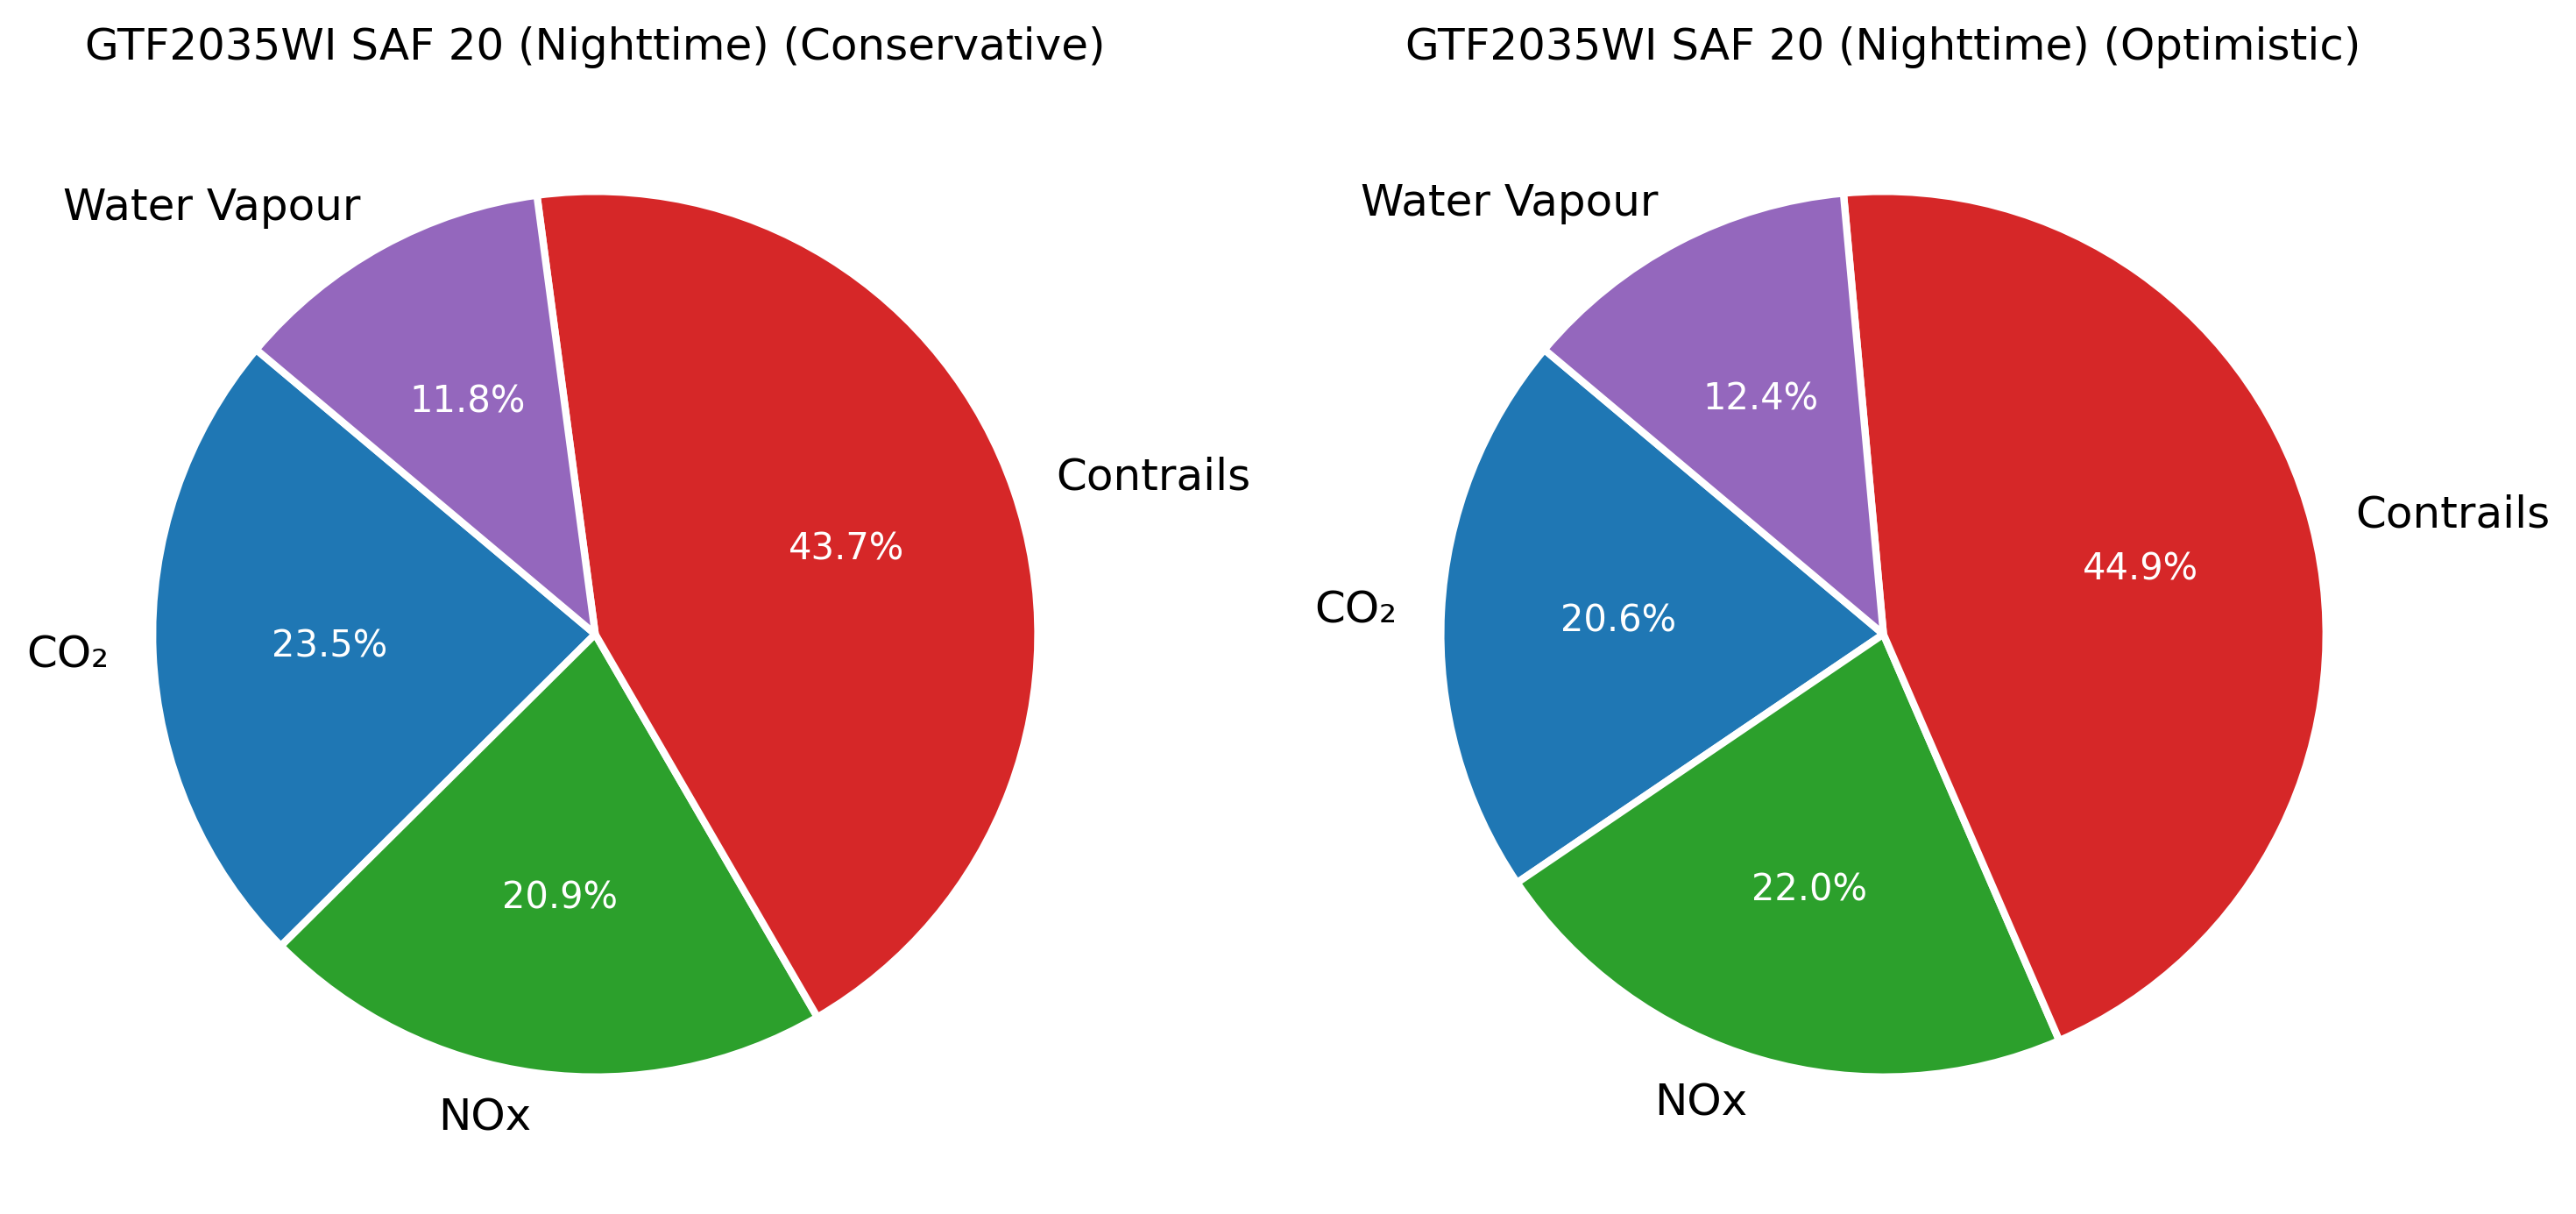 GTF2035WI SAF 20 (Nighttime) (Conservative)
Water Vapour
11.8%
Contrails
43.7%
CO₂
23.5%
20.9%
NOx
GTF2035WI SAF 20 (Nighttime) (Optimistic)
Water Vapour
12.4%
Contrails
44.9%
CO₂
20.6%
22.0%
NOx